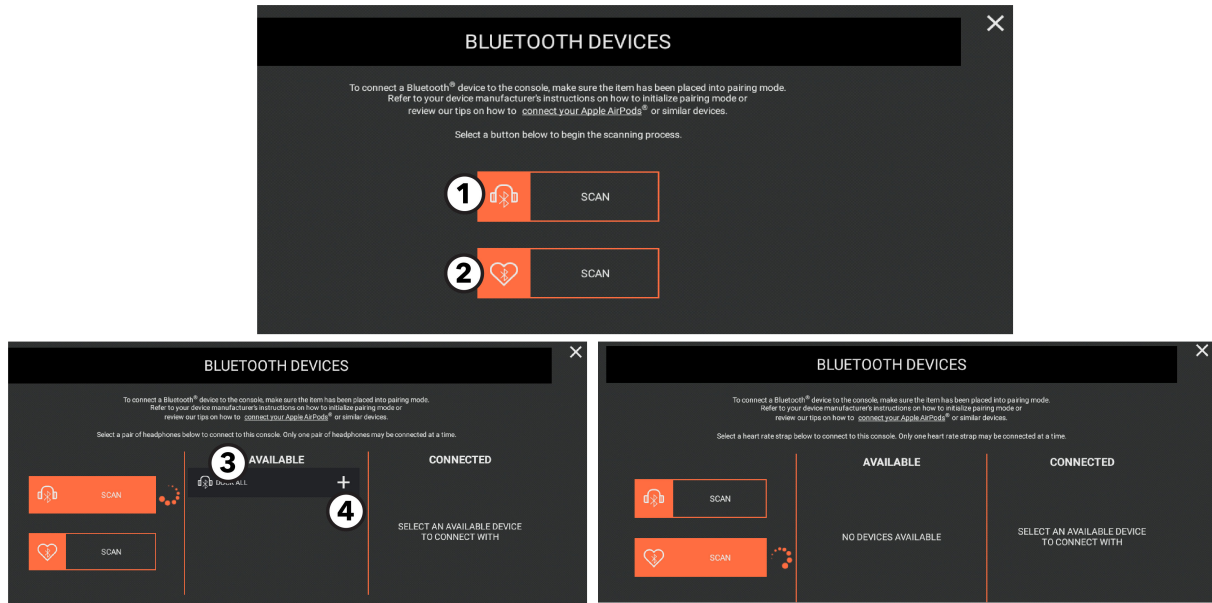 BLUETOOTH DEVICES
To connect a Bluetooth® device to the console, make sure the item has been placed into pairing mode.
Refer to your device manufacturer's instructions on how to initialize pairing mode or
review our tips on how to connect your Apple AirPods® or similar devices.
Select a button below to begin the scanning process.
1
SCAN
2
SCAN
BLUETOOTH DEVICES
To connect a Bluetooth® device to the console, make sure the item has been placed into pairing mode.
Refer to your device manufacturer's instructions on how to initialize pairing mode or
review our tips on how to connect your Apple AirPods® or similar devices.
Select a pair of headphones below to connect to this console. Only one pair of headphones may be connected at a time.
3
AVAILABLE
CONNECTED
SCAN
ALL
4
SELECT AN AVAILABLE DEVICE
TO CONNECT WITH
SCAN
BLUETOOTH DEVICES
To connect a Bluetooth® device to the console, make sure the item has been placed into pairing mode.
Refer to your device manufacturer's instructions on how to initialize pairing mode or
review our tips on how to connect your Apple AirPods® or similar devices.
Select a heart rate strap below to connect to this console. Only one heart rate strap may be connected at a time.
AVAILABLE
CONNECTED
SCAN
NO DEVICES AVAILABLE
SELECT AN AVAILABLE DEVICE
TO CONNECT WITH
SCAN